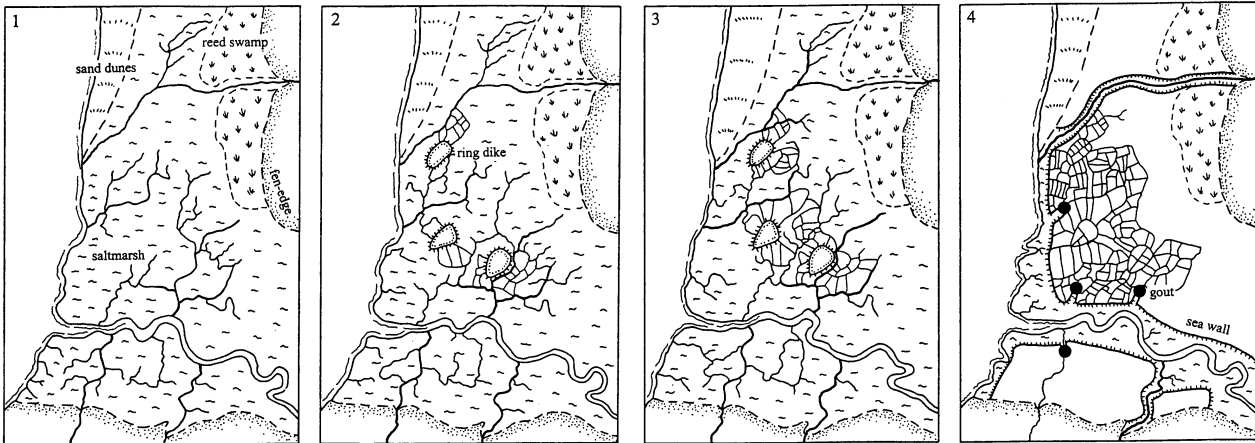 1
reed swamp
sand dunes
fen-edge
saltmarsh
2
ring dike
3
4
gout
sea wall